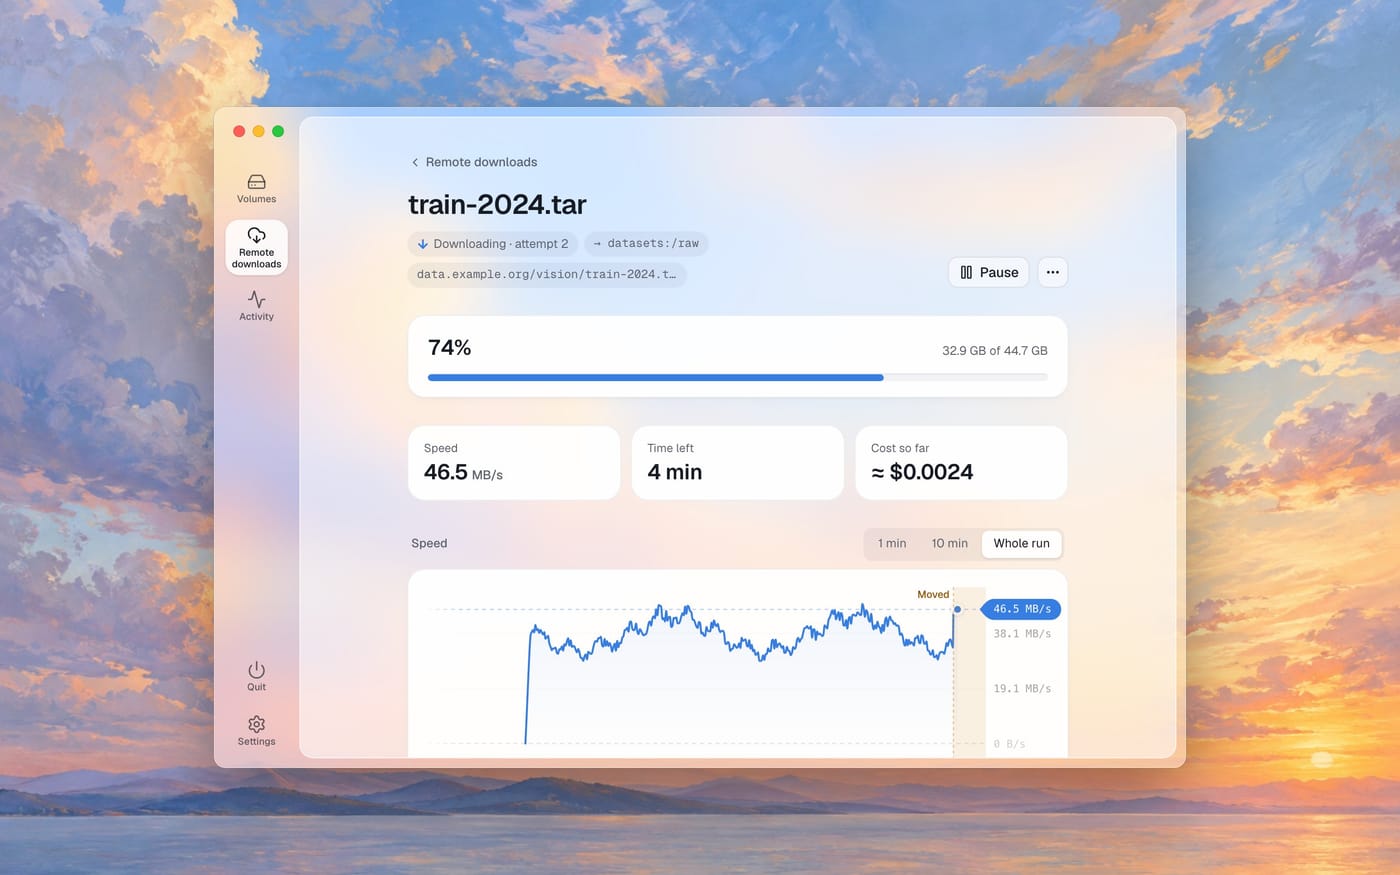 Volumes
Remote
downloads
Activity
Quit
Settings
Remote downloads
train-2024.tar
Downloading · attempt 2
→ datasets:/raw
data.example.org/vision/train-2024.t…
Pause
74%
32.9 GB of 44.7 GB
Speed
46.5 MB/s
Time left
4 min
Cost so far
≈ $0.0024
Speed
1 min
10 min
Whole run
Moved
46.5 MB/s
38.1 MB/s
19.1 MB/s
0 B/s